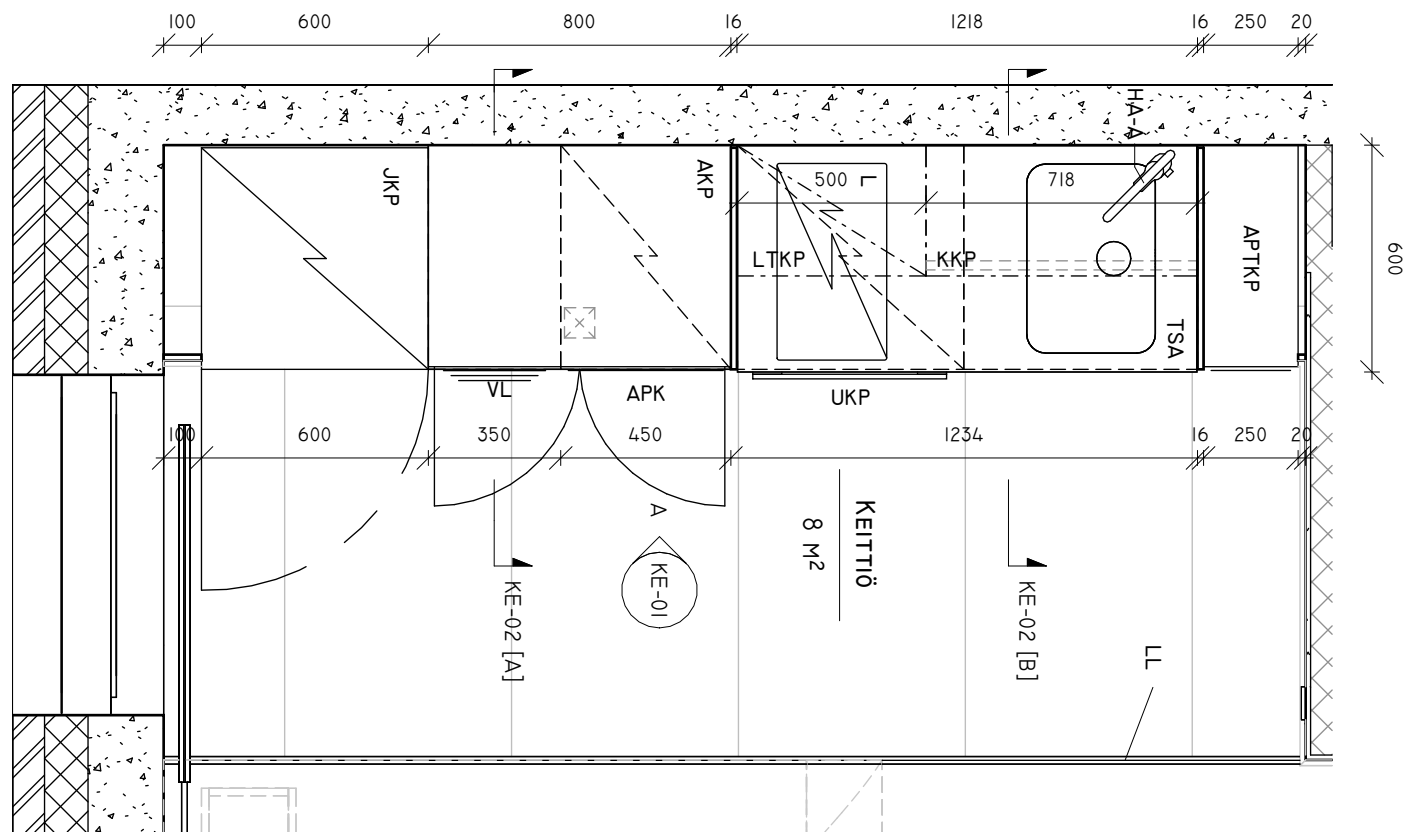 100 600 800 16 1218 16 250 20
HA-A
JKP
AKP
500 L 718
600
LTKP KKP
APTKP
TSA
VL APK UKP
100 600 350 450 1234 16 250 20
A
KE-01
KEITTIÖ
8 M²
KE-02 [A]
KE-02 [B]
LL